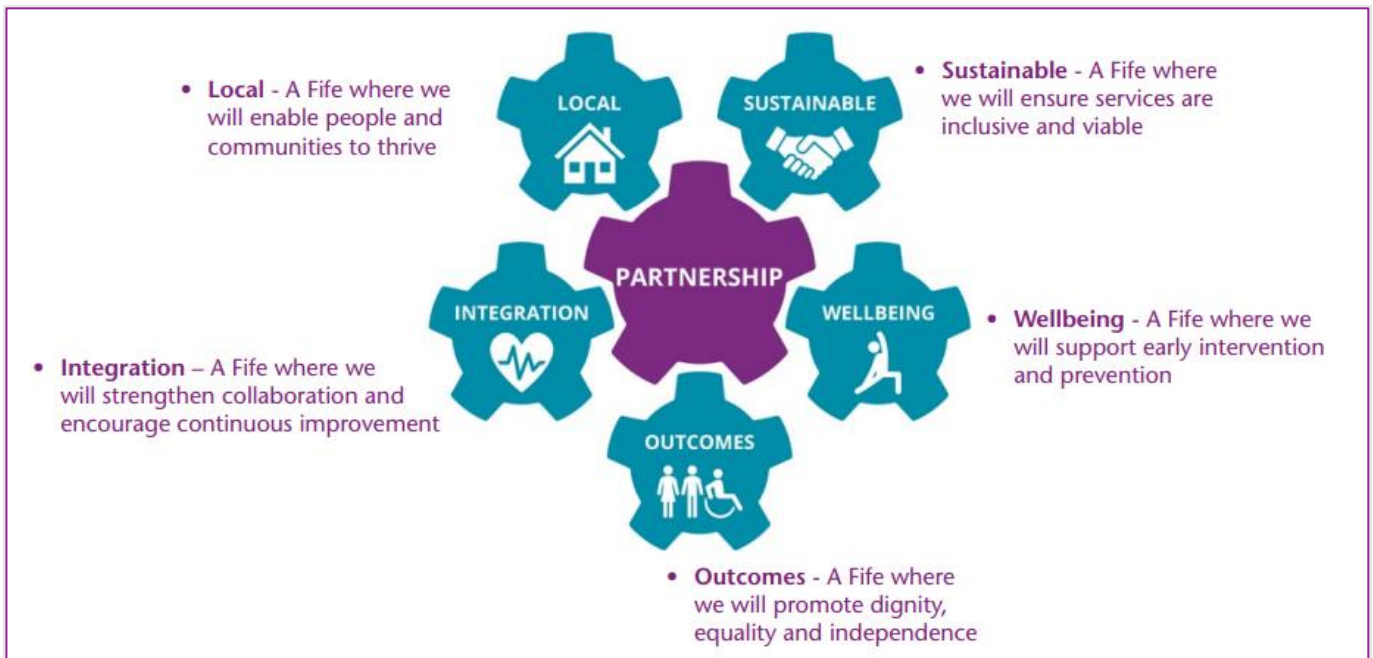 LOCAL
• Local - A Fife where we
will enable people and
communities to thrive
SUSTAINABLE
• Sustainable - A Fife where
we will ensure services are
inclusive and viable
PARTNERSHIP
INTEGRATION
• Integration – A Fife where we
will strengthen collaboration and
encourage continuous improvement
WELLBEING
• Wellbeing - A Fife where we
will support early intervention
and prevention
OUTCOMES
• Outcomes - A Fife where
we will promote dignity,
equality and independence